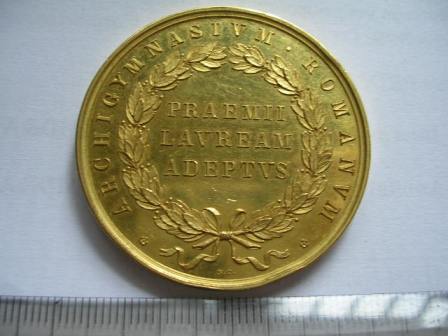 ARCHIGYMNASIVM · ROMANVM
PRAEMII
LAVREAM
ADEPTVS